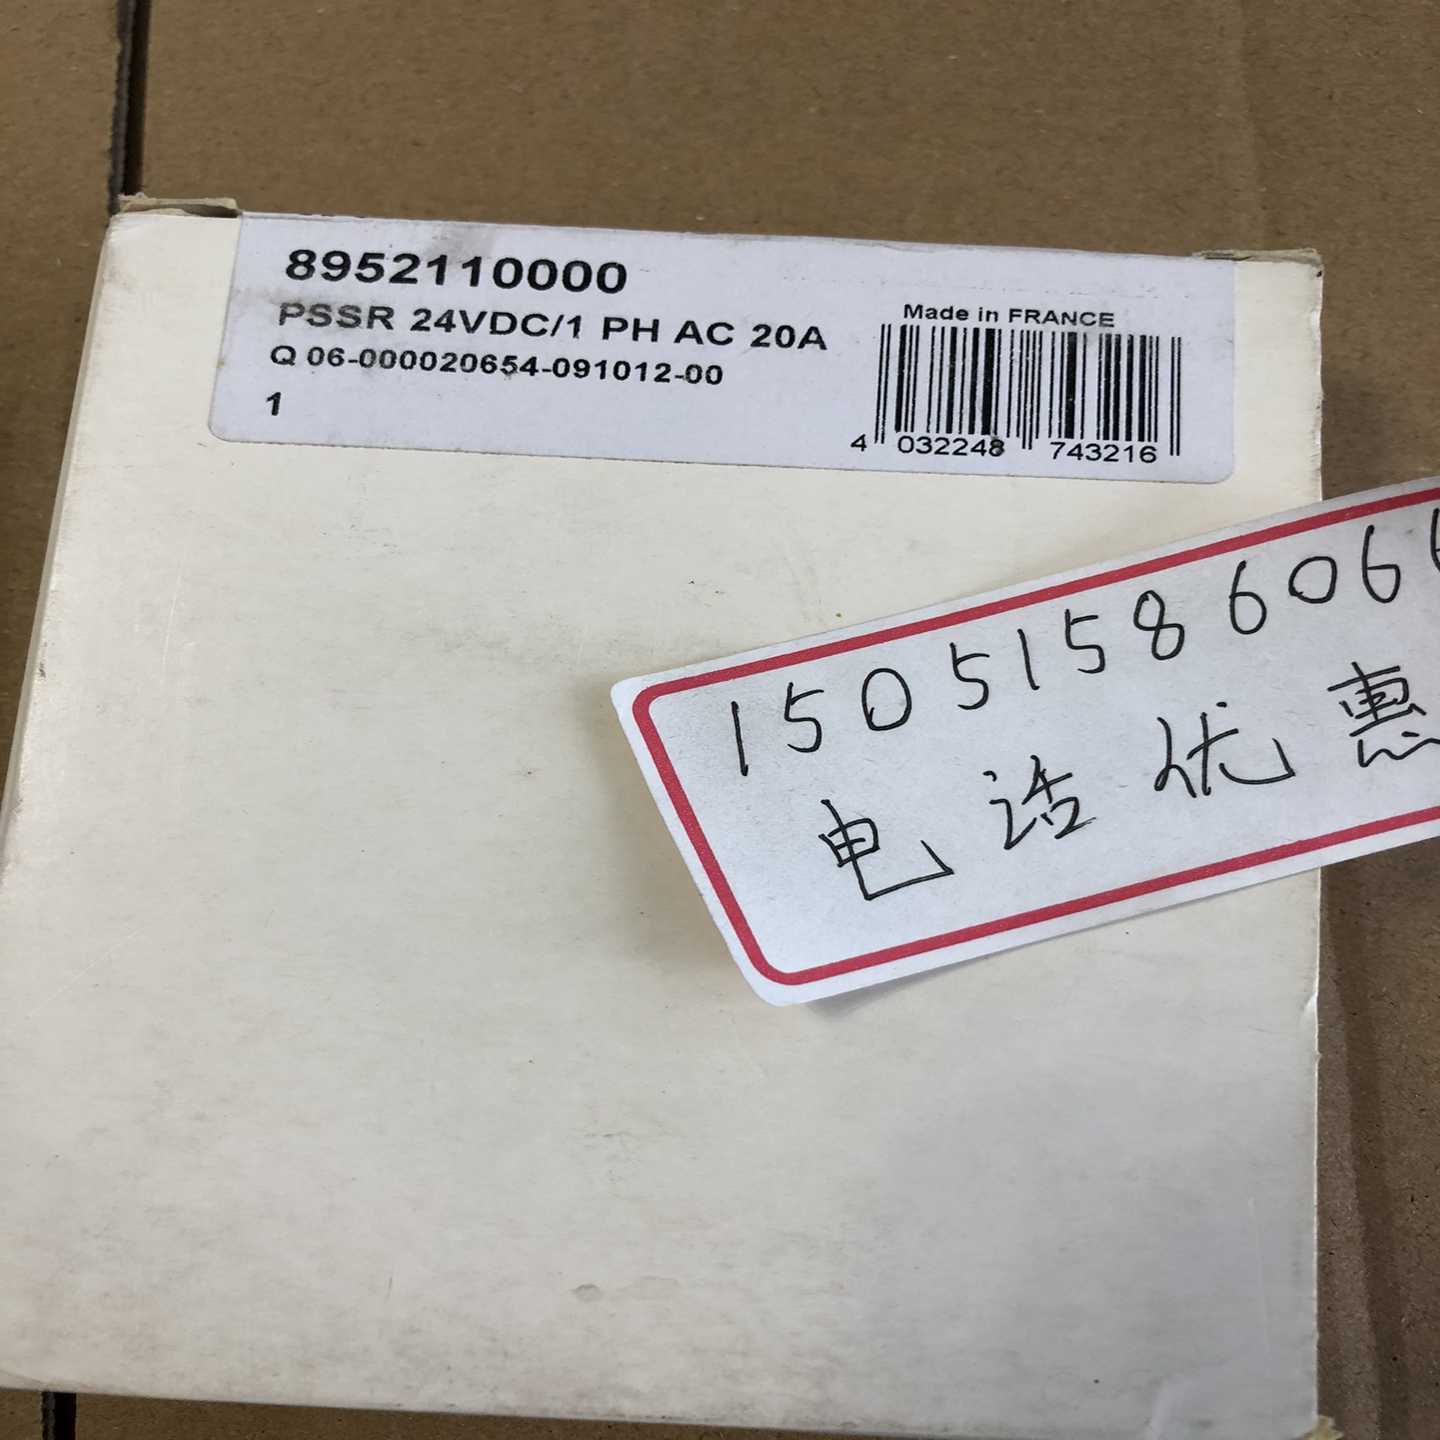 8952110000
PSSR 24VDC/1 PH AC 20A
Q 06-000020654-091012-00
1
Made in FRANCE
4 032248 743216
1505158606
电话优惠